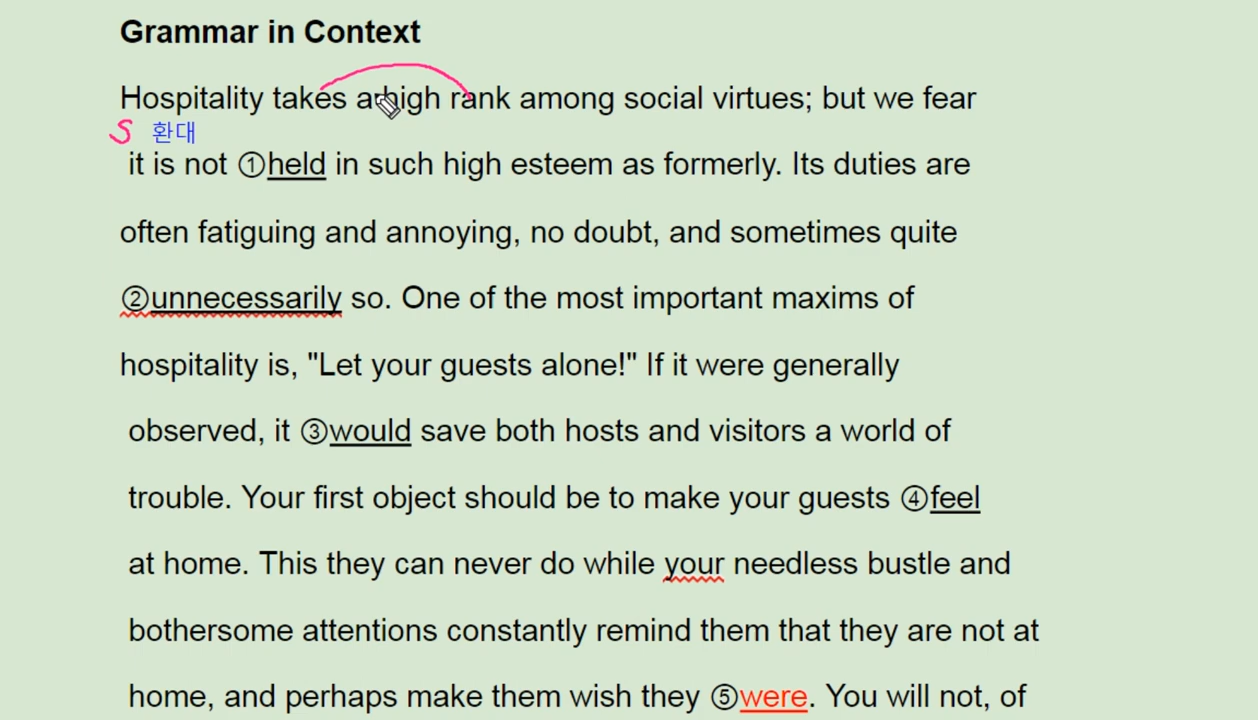 Grammar in Context
Hospitality takes a high rank among social virtues; but we fear
S 환대
it is not ①held in such high esteem as formerly. Its duties are
often fatiguing and annoying, no doubt, and sometimes quite
②unnecessarily so. One of the most important maxims of
hospitality is, "Let your guests alone!" If it were generally
observed, it ③would save both hosts and visitors a world of
trouble. Your first object should be to make your guests ④feel
at home. This they can never do while your needless bustle and
bothersome attentions constantly remind them that they are not at
home, and perhaps make them wish they ⑤were. You will not, of